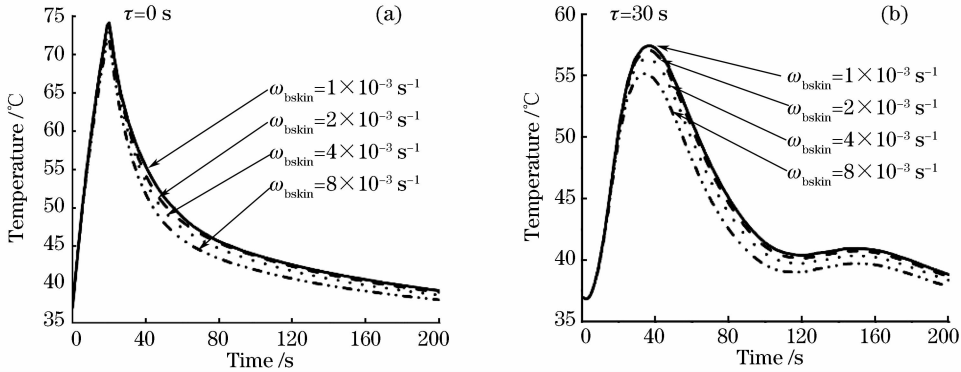 τ=0 s
(a)
75
70
65
60
55
50
45
40
35
Temperature /℃
ω_bskin=1×10⁻³ s⁻¹
ω_bskin=2×10⁻³ s⁻¹
ω_bskin=4×10⁻³ s⁻¹
ω_bskin=8×10⁻³ s⁻¹
0 40 80 120 160 200
Time /s
τ=30 s
(b)
60
55
50
45
40
35
Temperature /℃
ω_bskin=1×10⁻³ s⁻¹
ω_bskin=2×10⁻³ s⁻¹
ω_bskin=4×10⁻³ s⁻¹
ω_bskin=8×10⁻³ s⁻¹
0 40 80 120 160 200
Time /s